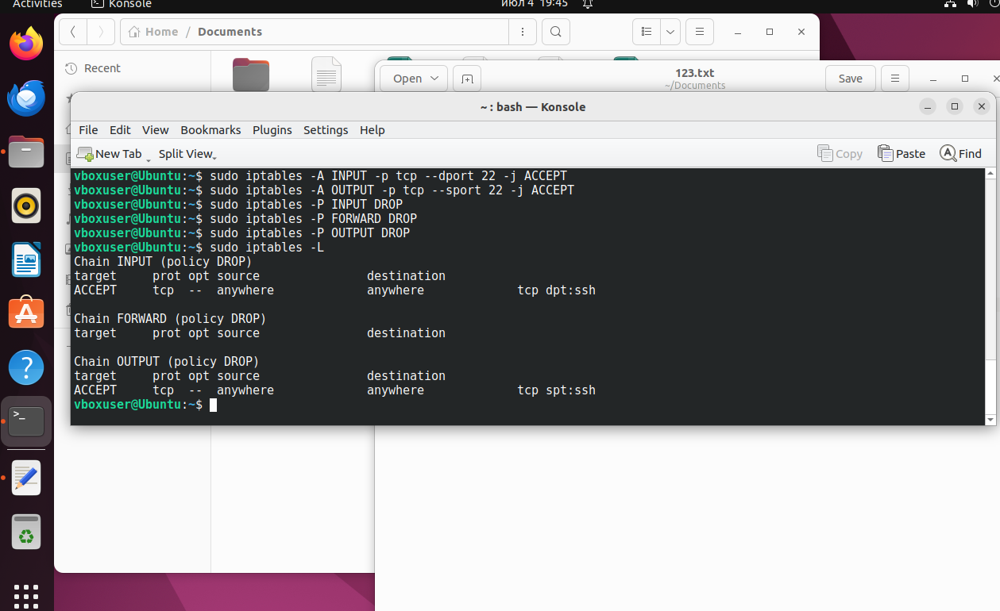 Activities
Konsole
июл 4 19:45
Home / Documents
Recent
Open
123.txt
~/Documents
Save
~ : bash — Konsole
File Edit View Bookmarks Plugins Settings Help
New Tab
Split View
Copy
Paste
Find
vboxuser@Ubuntu:~$ sudo iptables -A INPUT -p tcp --dport 22 -j ACCEPT
vboxuser@Ubuntu:~$ sudo iptables -A OUTPUT -p tcp --sport 22 -j ACCEPT
vboxuser@Ubuntu:~$ sudo iptables -P INPUT DROP
vboxuser@Ubuntu:~$ sudo iptables -P FORWARD DROP
vboxuser@Ubuntu:~$ sudo iptables -P OUTPUT DROP
vboxuser@Ubuntu:~$ sudo iptables -L
Chain INPUT (policy DROP)
target     prot opt source               destination
ACCEPT     tcp  --  anywhere             anywhere             tcp dpt:ssh
Chain FORWARD (policy DROP)
target     prot opt source               destination
Chain OUTPUT (policy DROP)
target     prot opt source               destination
ACCEPT     tcp  --  anywhere             anywhere             tcp spt:ssh
vboxuser@Ubuntu:~$